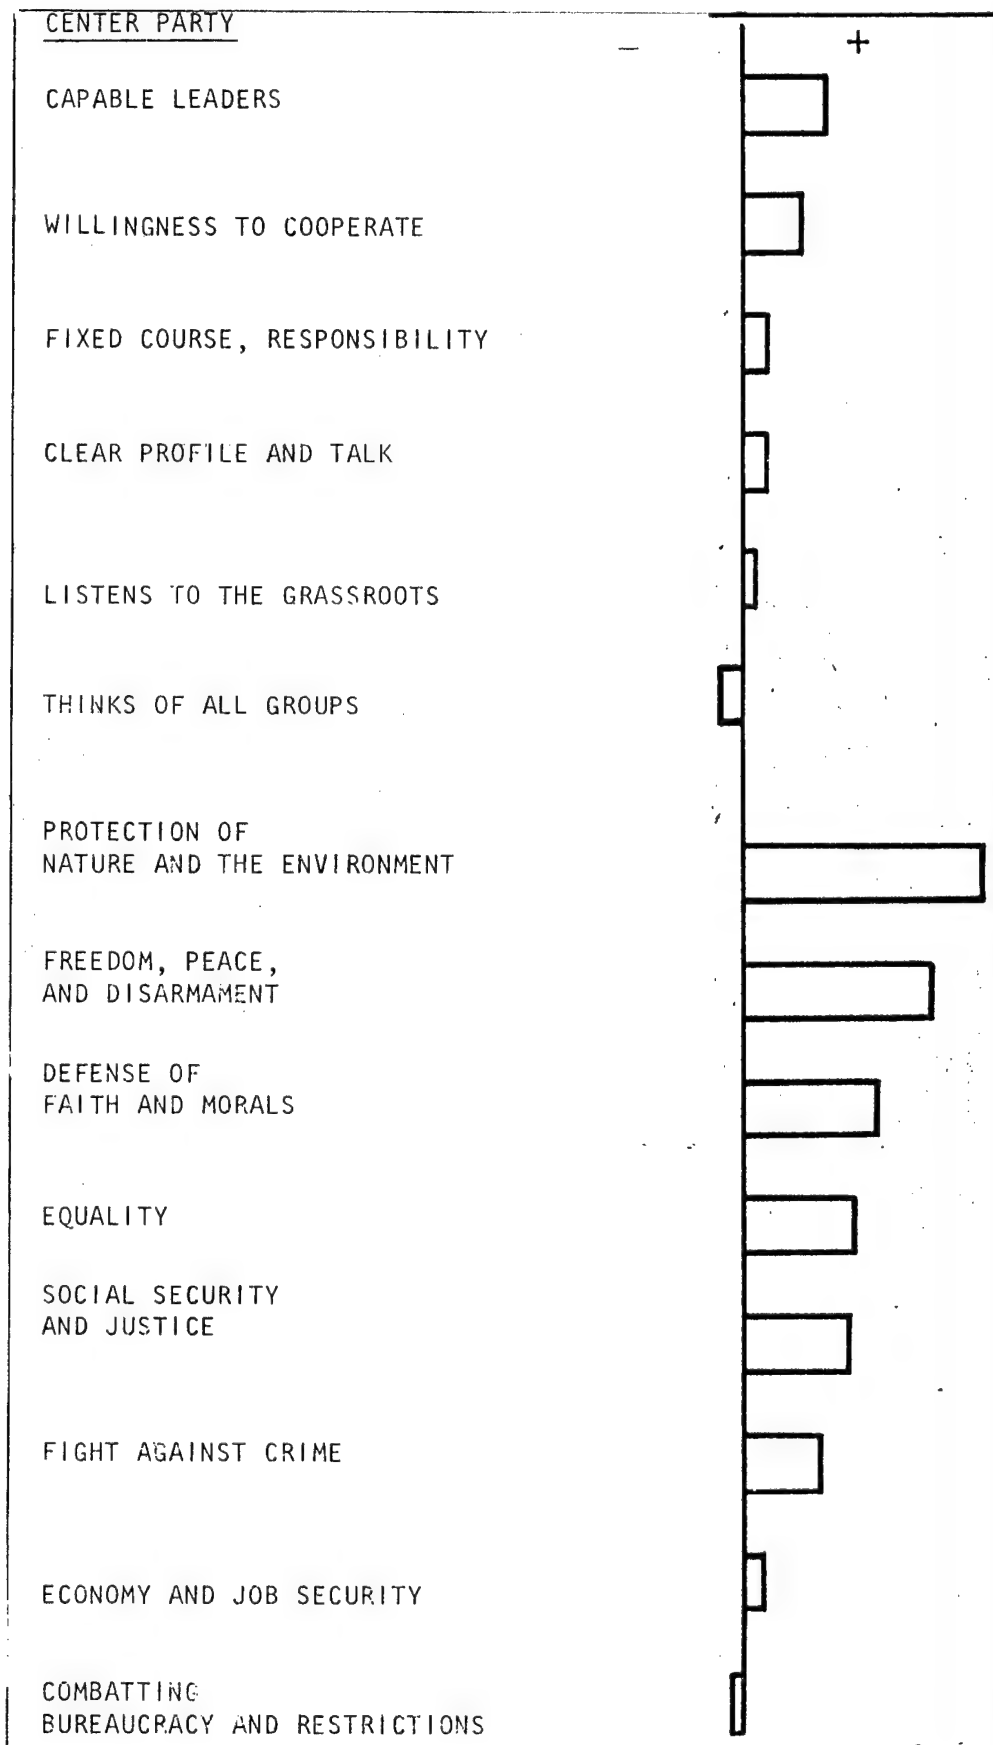 CENTER PARTY
− +
CAPABLE LEADERS
WILLINGNESS TO COOPERATE
FIXED COURSE, RESPONSIBILITY
CLEAR PROFILE AND TALK
LISTENS TO THE GRASSROOTS
THINKS OF ALL GROUPS
PROTECTION OF
NATURE AND THE ENVIRONMENT
FREEDOM, PEACE,
AND DISARMAMENT
DEFENSE OF
FAITH AND MORALS
EQUALITY
SOCIAL SECURITY
AND JUSTICE
FIGHT AGAINST CRIME
ECONOMY AND JOB SECURITY
COMBATTING
BUREAUCRACY AND RESTRICTIONS